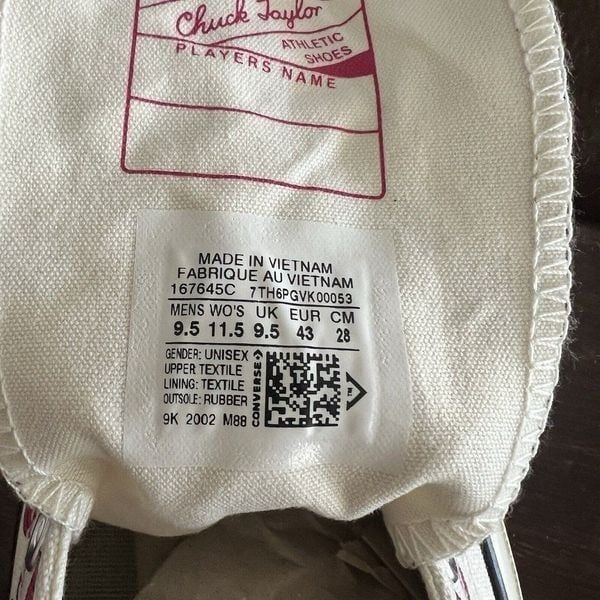 Chuck Taylor
ATHLETIC
SHOES
PLAYERS NAME
MADE IN VIETNAM
FABRIQUE AU VIETNAM
167645C 7TH6PGVK00053
MENS WO'S UK EUR CM
9.5 11.5 9.5 43 28
GENDER: UNISEX
UPPER TEXTILE
LINING: TEXTILE
OUTSOLE: RUBBER
CONVERSE
9K 2002 M88